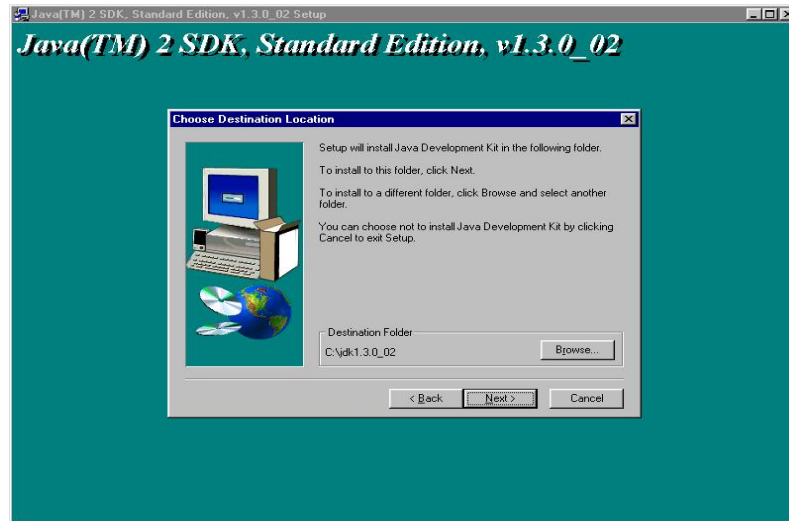 Java(TM) 2 SDK, Standard Edition, v1.3.0_02 Setup
Java(TM) 2 SDK, Standard Edition, v1.3.0_02
Choose Destination Location
Setup will install Java Development Kit in the following folder.
To install to this folder, click Next.
To install to a different folder, click Browse and select another
folder.
You can choose not to install Java Development Kit by clicking
Cancel to exit Setup.
Destination Folder
C:\jdk1.3.0_02
Browse...
< Back
Next >
Cancel